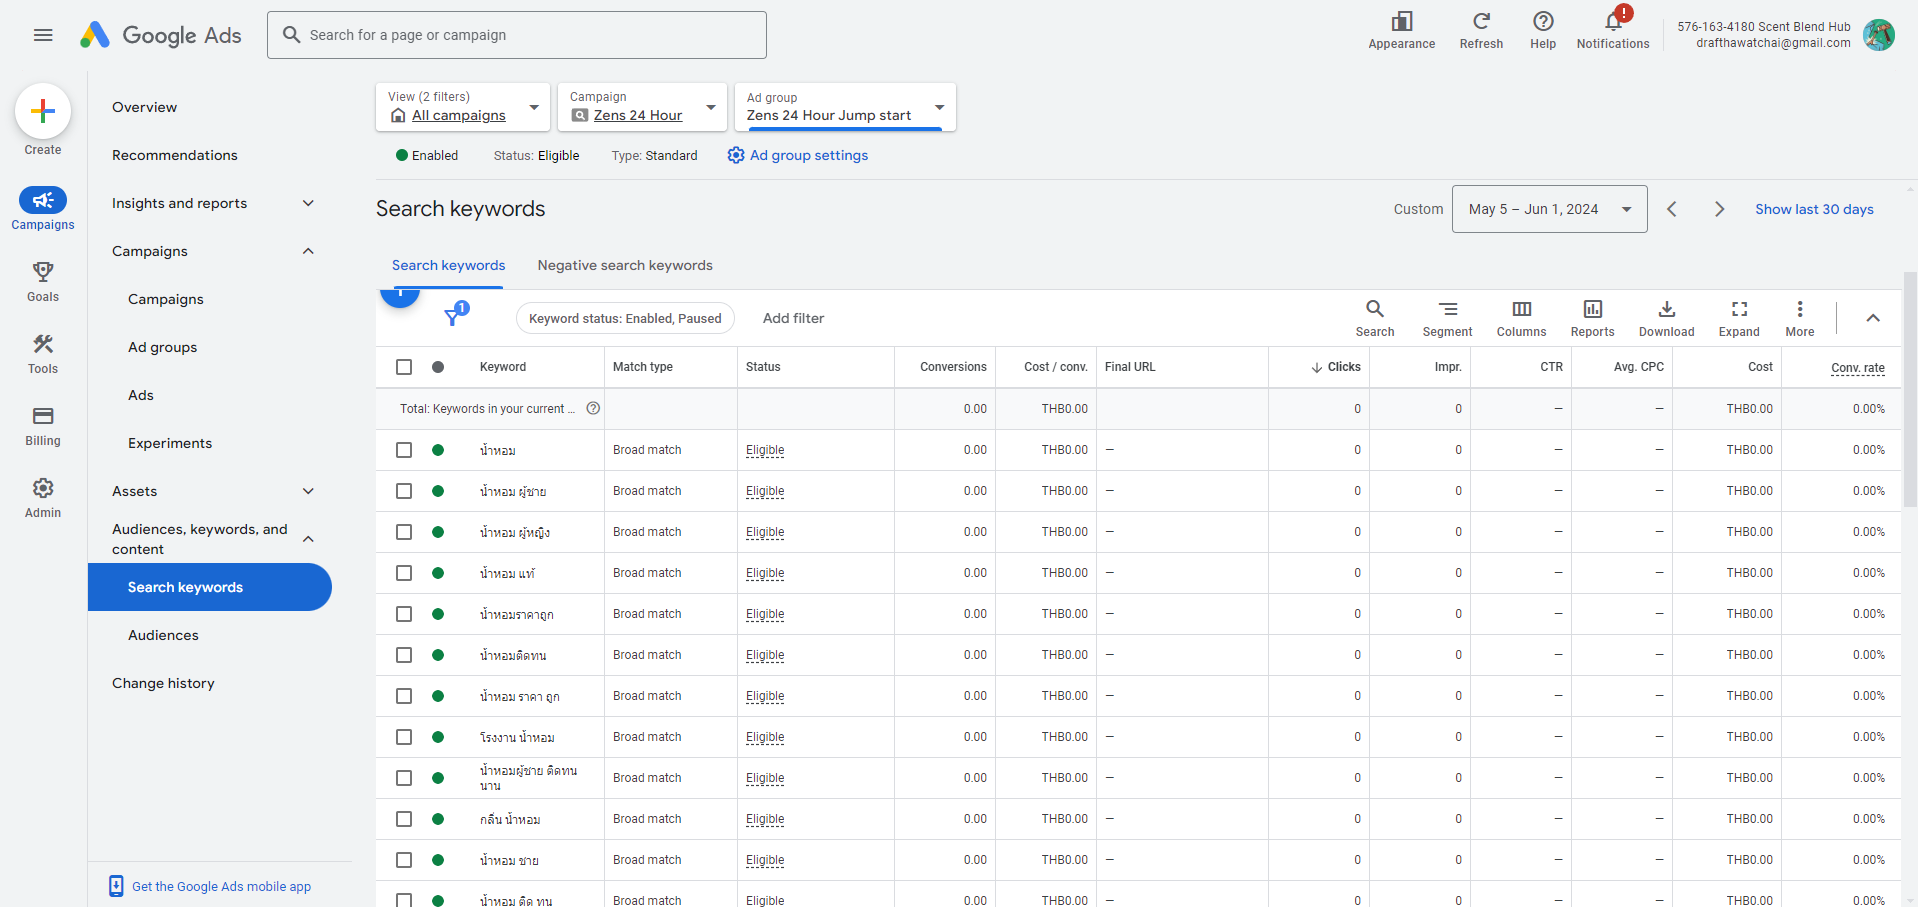 Google Ads
Search for a page or campaign
Appearance
Refresh
Help
!
Notifications
576-163-4180 Scent Blend Hub
drafthawatchai@gmail.com
Create
Campaigns
Goals
Tools
Billing
Admin
Overview
Recommendations
Insights and reports
Campaigns
Campaigns
Ad groups
Ads
Experiments
Assets
Audiences, keywords, and
content
Search keywords
Audiences
Change history
Get the Google Ads mobile app
View (2 filters)
All campaigns
Campaign
Zens 24 Hour
Ad group
Zens 24 Hour Jump start
Enabled
Status: Eligible
Type: Standard
Ad group settings
Search keywords
Custom
May 5 – Jun 1, 2024
Show last 30 days
Search keywords
Negative search keywords
1
Keyword status: Enabled, Paused
Add filter
Search
Segment
Columns
Reports
Download
Expand
More
Keyword Match type Status Conversions Cost / conv. Final URL Clicks Impr. CTR Avg. CPC Cost Conv. rate
Total: Keywords in your current ... 0.00 THB0.00 0 0 — — THB0.00 0.00%
น้ำหอม Broad match Eligible 0.00 THB0.00 — 0 0 — — THB0.00 0.00%
น้ำหอม ผู้ชาย Broad match Eligible 0.00 THB0.00 — 0 0 — — THB0.00 0.00%
น้ำหอม ผู้หญิง Broad match Eligible 0.00 THB0.00 — 0 0 — — THB0.00 0.00%
น้ำหอม แท้ Broad match Eligible 0.00 THB0.00 — 0 0 — — THB0.00 0.00%
น้ำหอมราคาถูก Broad match Eligible 0.00 THB0.00 — 0 0 — — THB0.00 0.00%
น้ำหอมติดทน Broad match Eligible 0.00 THB0.00 — 0 0 — — THB0.00 0.00%
น้ำหอม ราคา ถูก Broad match Eligible 0.00 THB0.00 — 0 0 — — THB0.00 0.00%
โรงงาน น้ำหอม Broad match Eligible 0.00 THB0.00 — 0 0 — — THB0.00 0.00%
น้ำหอมผู้ชาย ติดทน
นาน Broad match Eligible 0.00 THB0.00 — 0 0 — — THB0.00 0.00%
กลิ่น น้ำหอม Broad match Eligible 0.00 THB0.00 — 0 0 — — THB0.00 0.00%
น้ำหอม ชาย Broad match Eligible 0.00 THB0.00 — 0 0 — — THB0.00 0.00%
น้ำหอม ติด ทน Broad match Eligible 0.00 THB0.00 — 0 0 — — THB0.00 0.00%